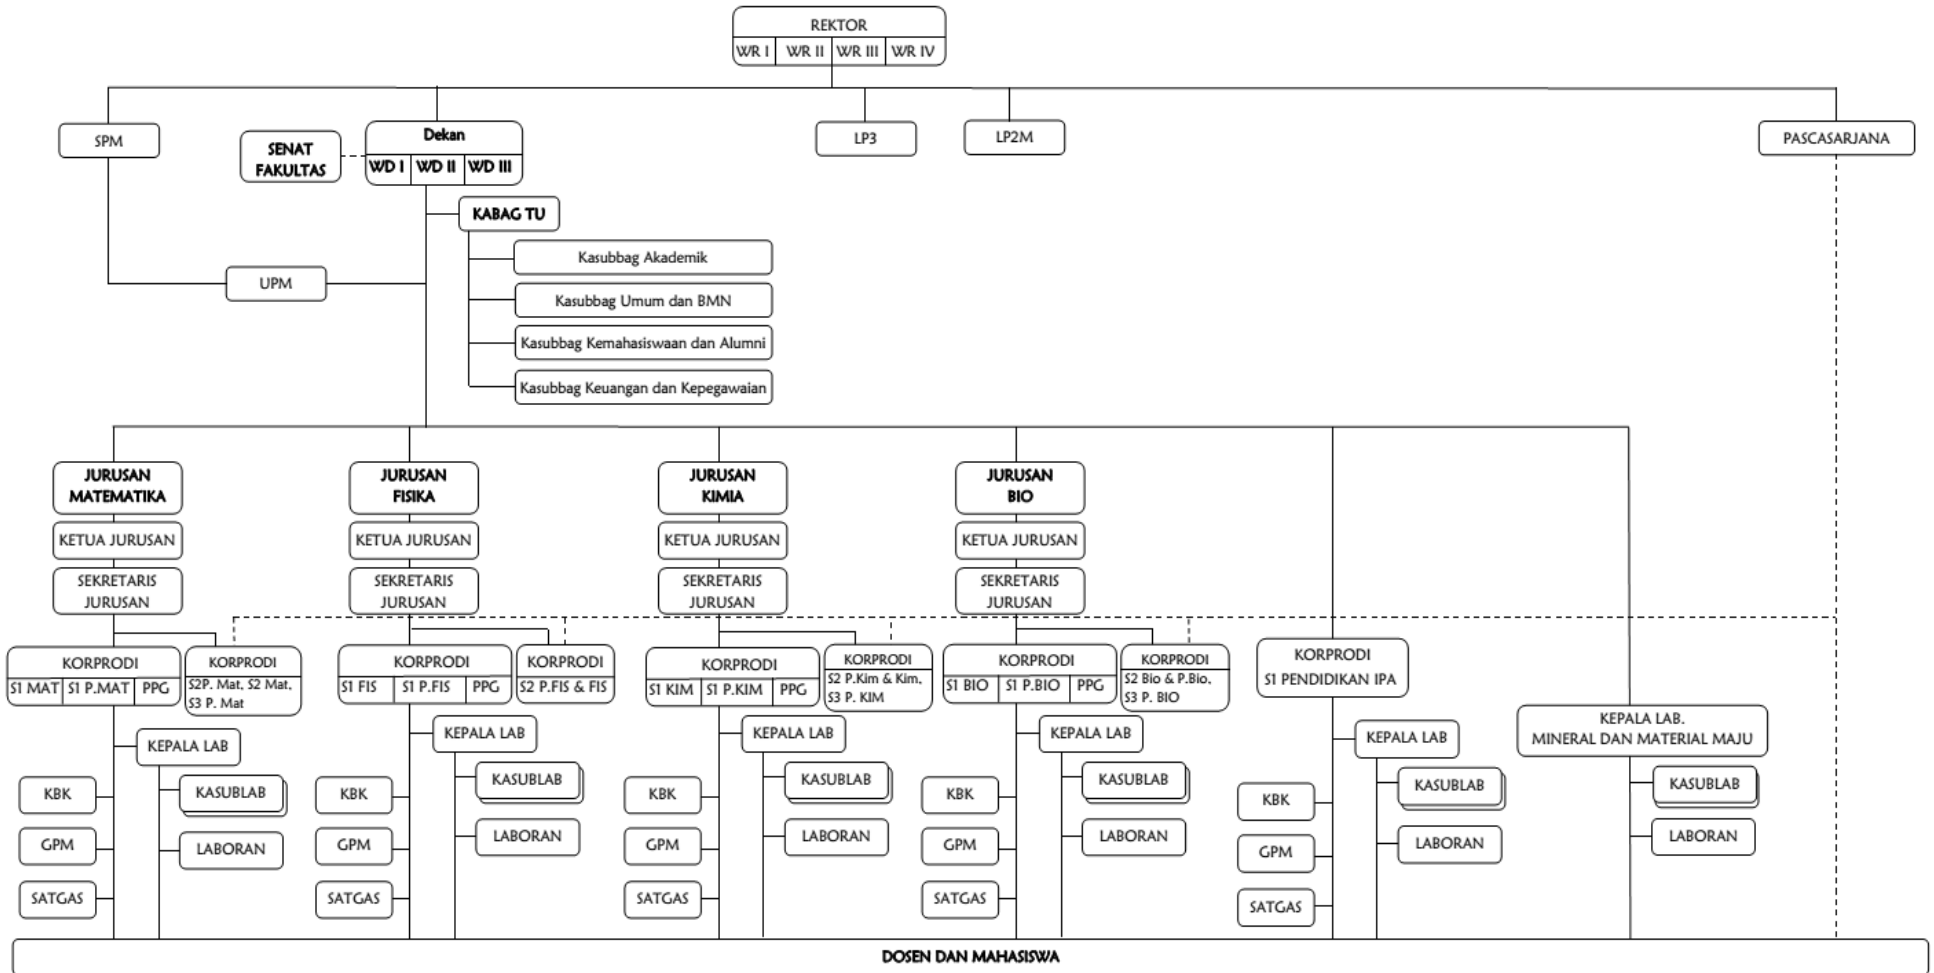 REKTOR
WR I WR II WR III WR IV
SPM
SENAT
FAKULTAS
Dekan
WD I WD II WD III
LP3
LP2M
PASCASARJANA
KABAG TU
Kasubbag Akademik
UPM
Kasubbag Umum dan BMN
Kasubbag Kemahasiswaan dan Alumni
Kasubbag Keuangan dan Kepegawaian
JURUSAN
MATEMATIKA
KETUA JURUSAN
SEKRETARIS
JURUSAN
KORPRODI
S1 MAT S1 P.MAT PPG
KORPRODI
S2P. Mat, S2 Mat,
S3 P. Mat
KEPALA LAB
KASUBLAB
LABORAN
KBK
GPM
SATGAS
JURUSAN
FISIKA
KETUA JURUSAN
SEKRETARIS
JURUSAN
KORPRODI
S1 FIS S1 P.FIS PPG
KORPRODI
S2 P.FIS & FIS
KEPALA LAB
KASUBLAB
LABORAN
KBK
GPM
SATGAS
JURUSAN
KIMIA
KETUA JURUSAN
SEKRETARIS
JURUSAN
KORPRODI
S1 KIM S1 P.KIM PPG
KORPRODI
S2 P.Kim & Kim,
S3 P. KIM
KEPALA LAB
KASUBLAB
LABORAN
KBK
GPM
SATGAS
JURUSAN
BIO
KETUA JURUSAN
SEKRETARIS
JURUSAN
KORPRODI
S1 BIO S1 P.BIO PPG
KORPRODI
S2 Bio & P.Bio,
S3 P. BIO
KEPALA LAB
KASUBLAB
LABORAN
KBK
GPM
SATGAS
KORPRODI
S1 PENDIDIKAN IPA
KEPALA LAB
KASUBLAB
LABORAN
KBK
GPM
SATGAS
KEPALA LAB.
MINERAL DAN MATERIAL MAJU
KASUBLAB
LABORAN
DOSEN DAN MAHASISWA